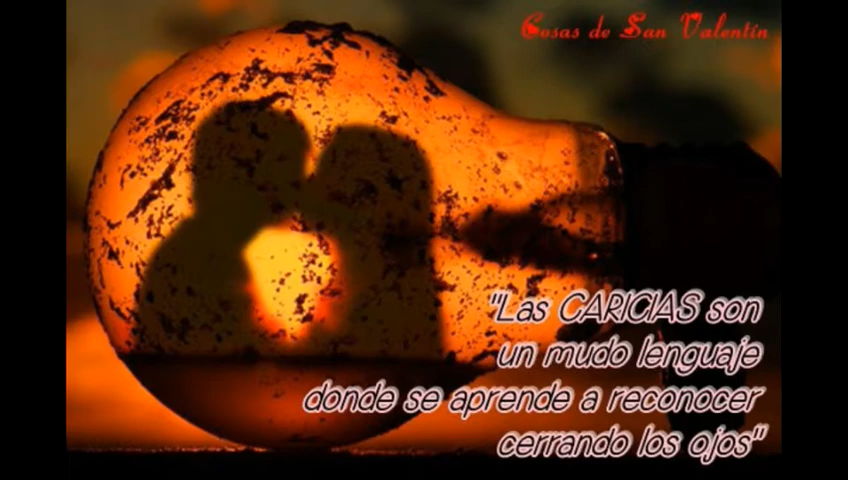 Cosas de San Valentín
"Las CARICIAS son
un mudo lenguaje
donde se aprende a reconocer
cerrando los ojos"